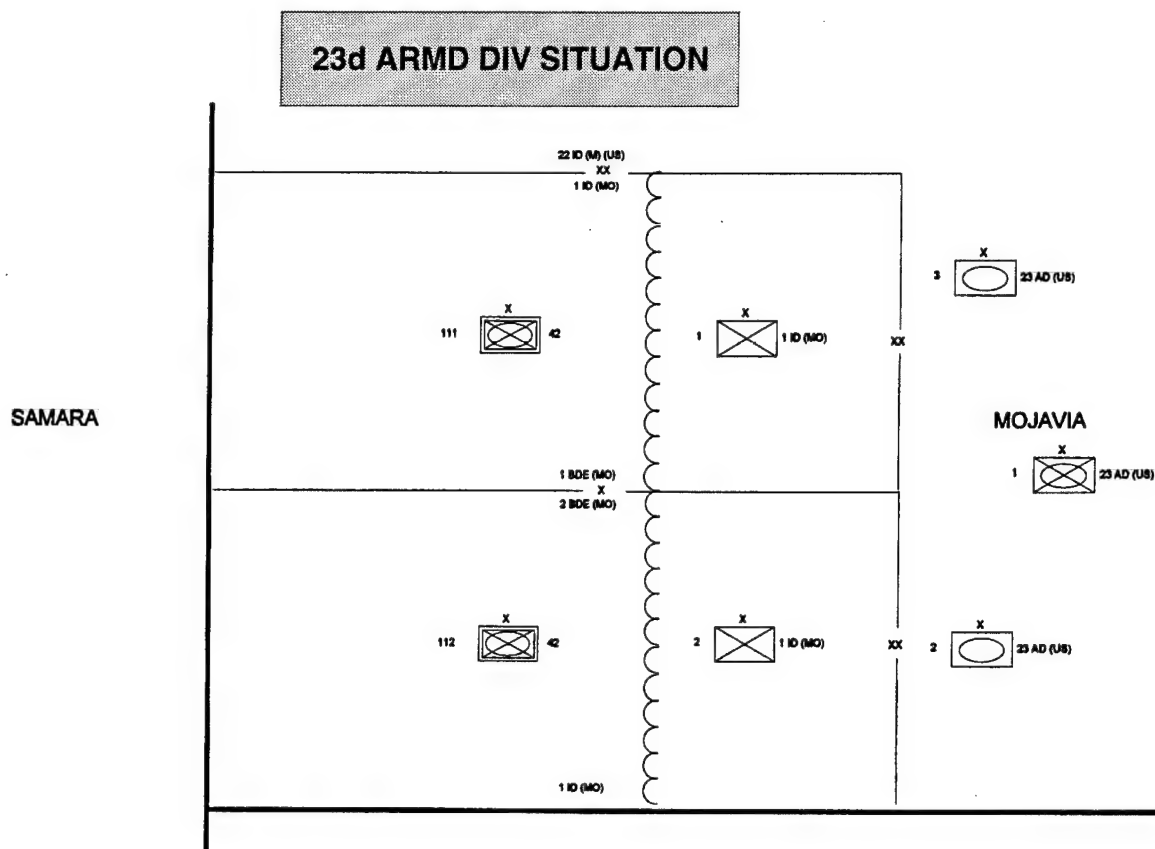 23d ARMD DIV SITUATION
22 ID (M) (US)
XX
1 ID (MO)
X
3 23 AD (US)
X
111 42
X
1 1 ID (MO)
XX
SAMARA
MOJAVIA
X
1 23 AD (US)
1 BDE (MO)
X
2 BDE (MO)
X
112 42
X
2 1 ID (MO)
XX
X
2 23 AD (US)
1 ID (MO)